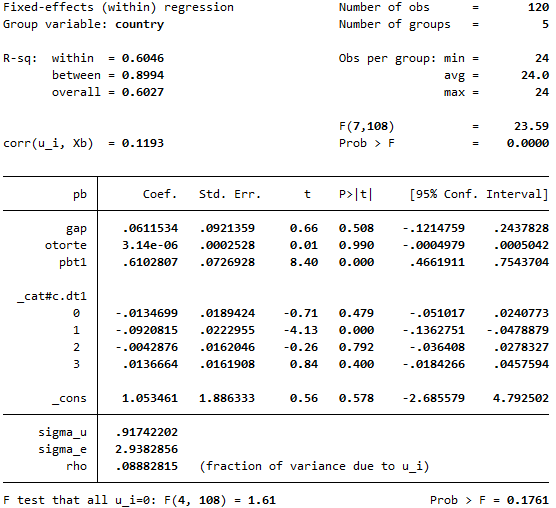 Fixed-effects (within) regression Number of obs = 120
Group variable: country Number of groups = 5
R-sq: within = 0.6046 Obs per group: min = 24
between = 0.8994 avg = 24.0
overall = 0.6027 max = 24
F(7,108) = 23.59
corr(u_i, Xb) = 0.1193 Prob > F = 0.0000
pb Coef. Std. Err. t P>|t| [95% Conf. Interval]
gap .0611534 .0921359 0.66 0.508 -.1214759 .2437828
otorte 3.14e-06 .0002528 0.01 0.990 -.0004979 .0005042
pbt1 .6102807 .0726928 8.40 0.000 .4661911 .7543704
_cat#c.dt1
0 -.0134699 .0189424 -0.71 0.479 -.051017 .0240773
1 -.0920815 .0222955 -4.13 0.000 -.1362751 -.0478879
2 -.0042876 .0162046 -0.26 0.792 -.036408 .0278327
3 .0136664 .0161908 0.84 0.400 -.0184266 .0457594
_cons 1.053461 1.886333 0.56 0.578 -2.685579 4.792502
sigma_u .91742202
sigma_e 2.9382856
rho .08882815 (fraction of variance due to u_i)
F test that all u_i=0: F(4, 108) = 1.61 Prob > F = 0.1761